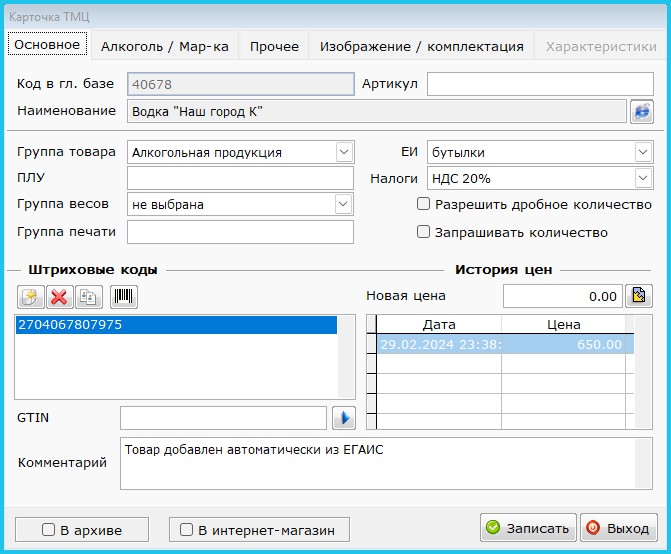 Карточка ТМЦ
Основное Алкоголь / Мар-ка Прочее Изображение / комплектация Характеристики
Код в гл. базе 40678 Артикул
Наименование Водка "Наш город К"
Группа товара Алкогольная продукция ЕИ бутылки
ПЛУ Налоги НДС 20%
Группа весов не выбрана Разрешить дробное количество
Группа печати Запрашивать количество
Штриховые коды История цен
Новая цена 0.00
2704067807975 Дата Цена
29.02.2024 23:38: 650.00
GTIN
Комментарий Товар добавлен автоматически из ЕГАИС
В архиве В интернет-магазин Записать Выход